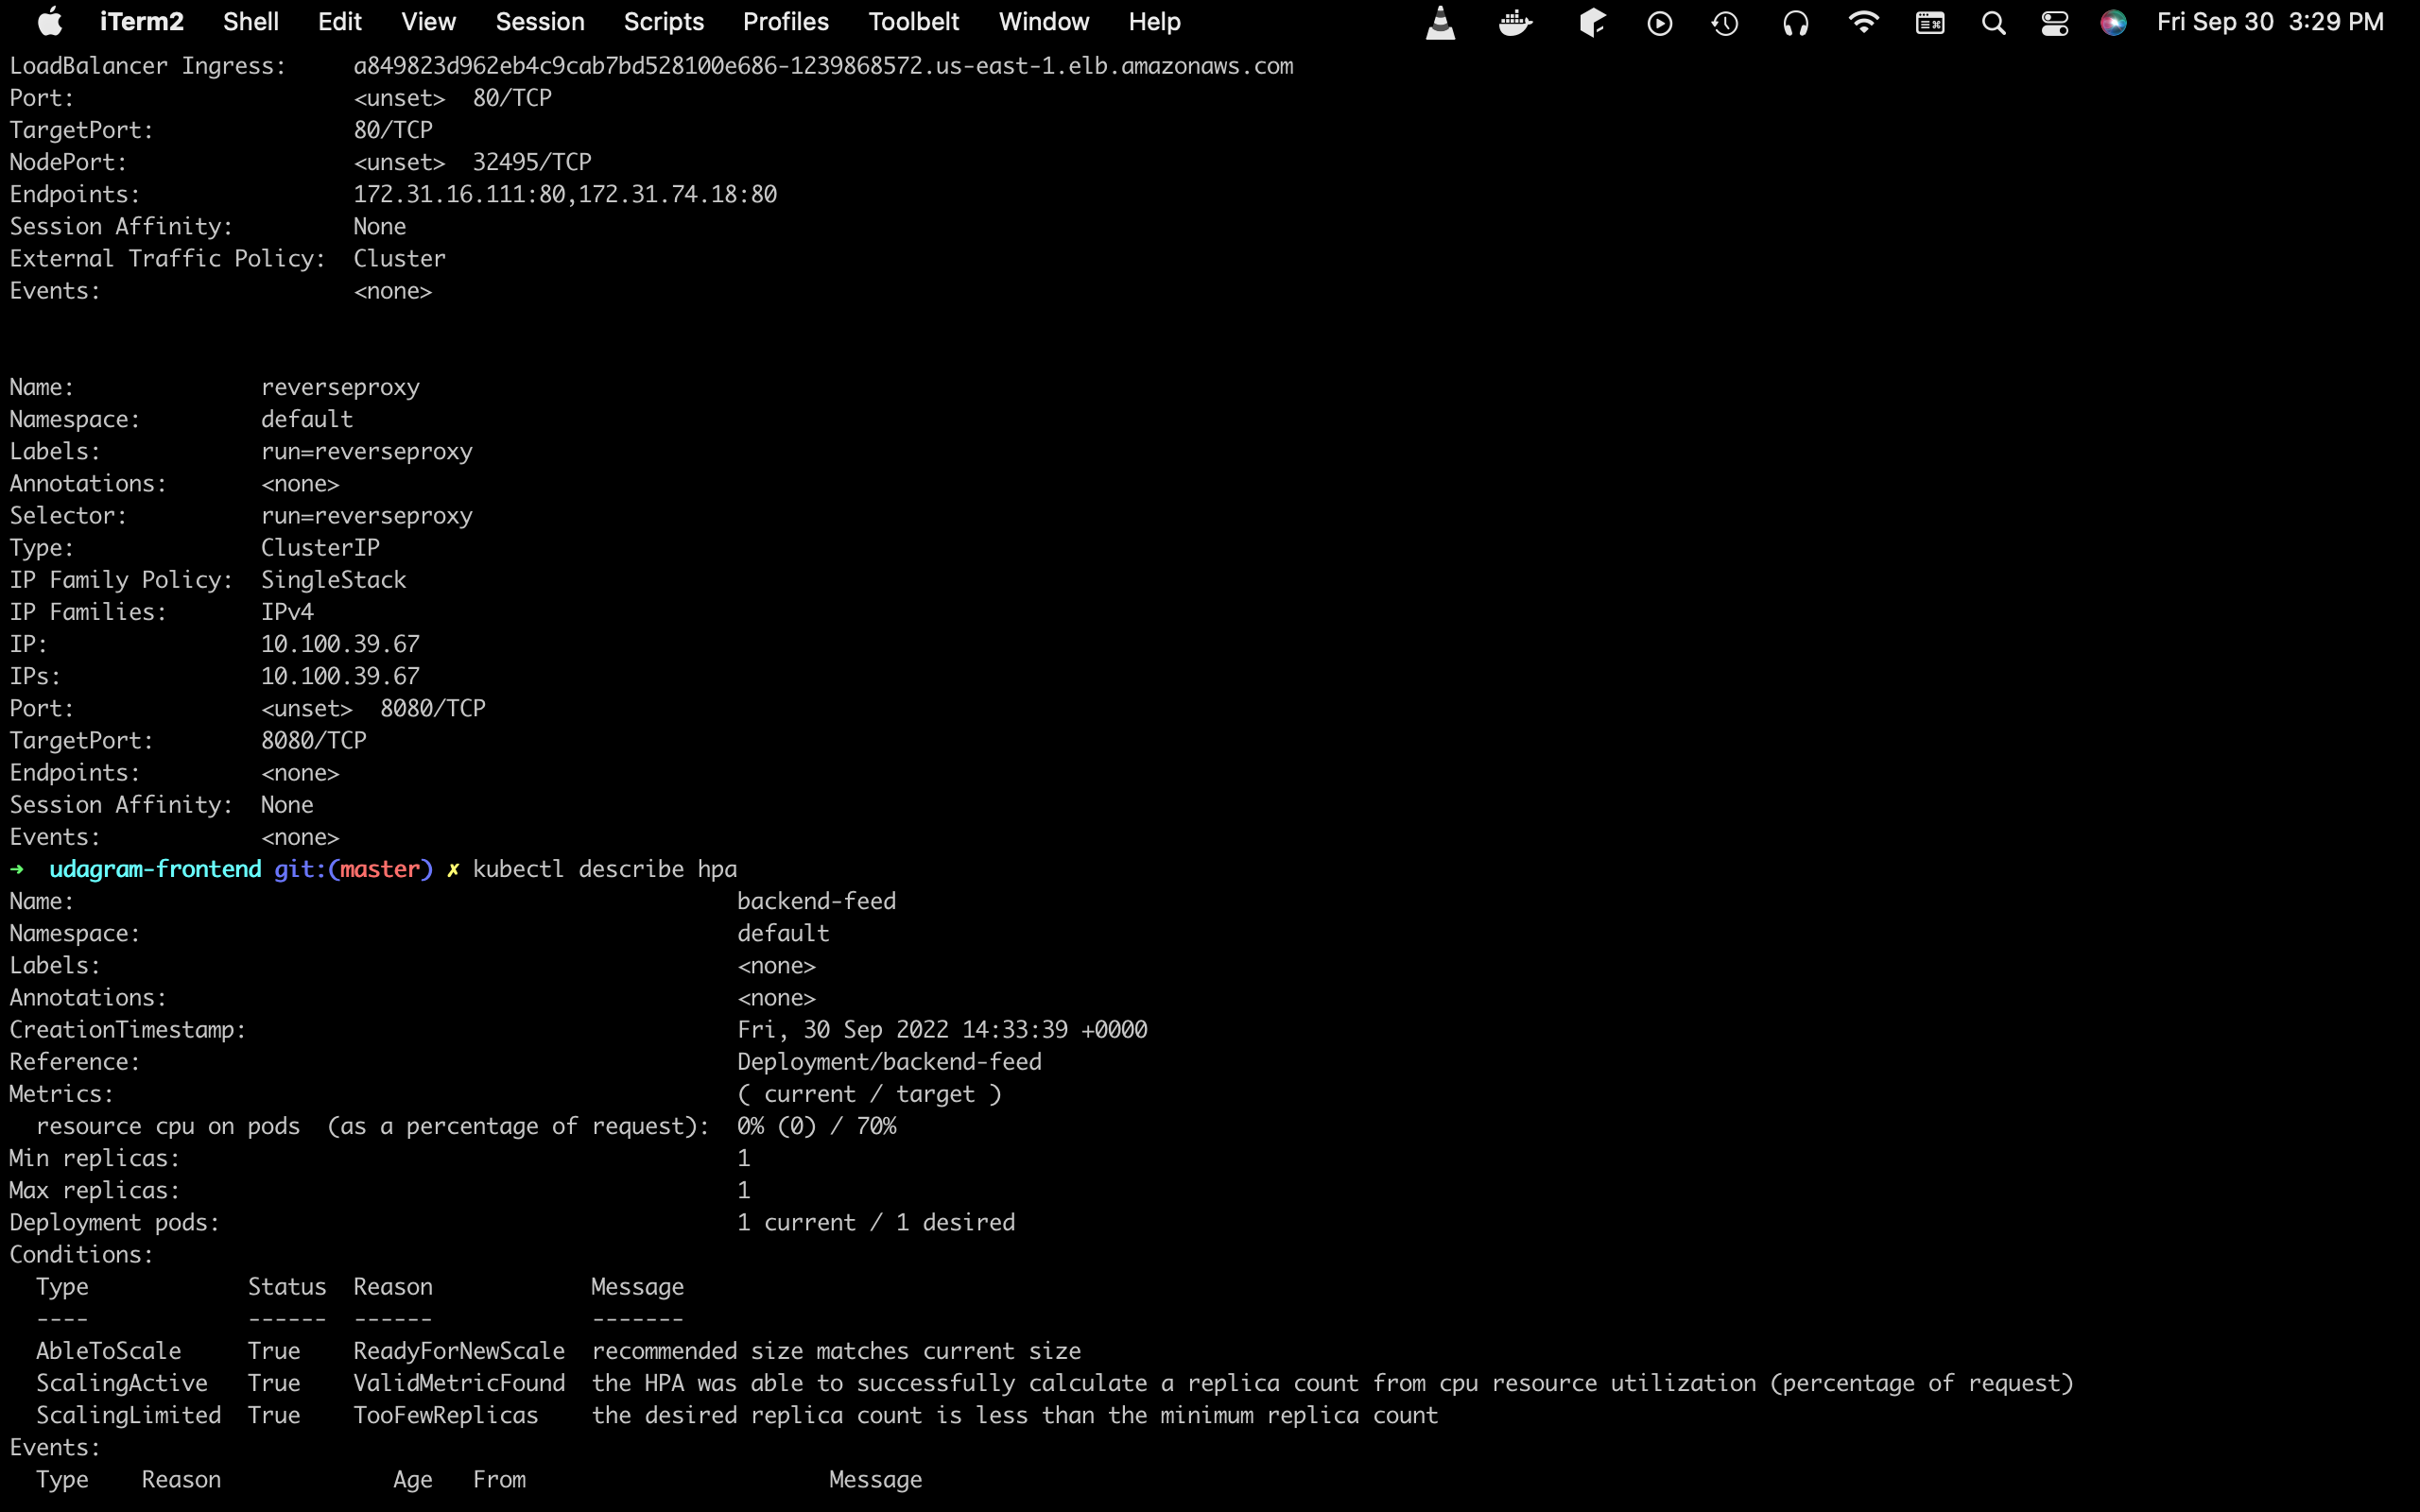 iTerm2 Shell Edit View Session Scripts Profiles Toolbelt Window Help Fri Sep 30 3:29 PM
LoadBalancer Ingress:     a849823d962eb4c9cab7bd528100e686-1239868572.us-east-1.elb.amazonaws.com
Port:                     <unset>  80/TCP
TargetPort:               80/TCP
NodePort:                 <unset>  32495/TCP
Endpoints:                172.31.16.111:80,172.31.74.18:80
Session Affinity:         None
External Traffic Policy:  Cluster
Events:                   <none>
Name:              reverseproxy
Namespace:         default
Labels:            run=reverseproxy
Annotations:       <none>
Selector:          run=reverseproxy
Type:              ClusterIP
IP Family Policy:  SingleStack
IP Families:       IPv4
IP:                10.100.39.67
IPs:               10.100.39.67
Port:              <unset>  8080/TCP
TargetPort:        8080/TCP
Endpoints:         <none>
Session Affinity:  None
Events:            <none>
➜  udagram-frontend git:(master) ✗ kubectl describe hpa
Name:                                                  backend-feed
Namespace:                                             default
Labels:                                                <none>
Annotations:                                           <none>
CreationTimestamp:                                     Fri, 30 Sep 2022 14:33:39 +0000
Reference:                                             Deployment/backend-feed
Metrics:                                               ( current / target )
  resource cpu on pods  (as a percentage of request):  0% (0) / 70%
Min replicas:                                          1
Max replicas:                                          1
Deployment pods:                                       1 current / 1 desired
Conditions:
  Type            Status  Reason            Message
  ----            ------  ------            -------
  AbleToScale     True    ReadyForNewScale  recommended size matches current size
  ScalingActive   True    ValidMetricFound  the HPA was able to successfully calculate a replica count from cpu resource utilization (percentage of request)
  ScalingLimited  True    TooFewReplicas    the desired replica count is less than the minimum replica count
Events:
  Type    Reason             Age   From                       Message